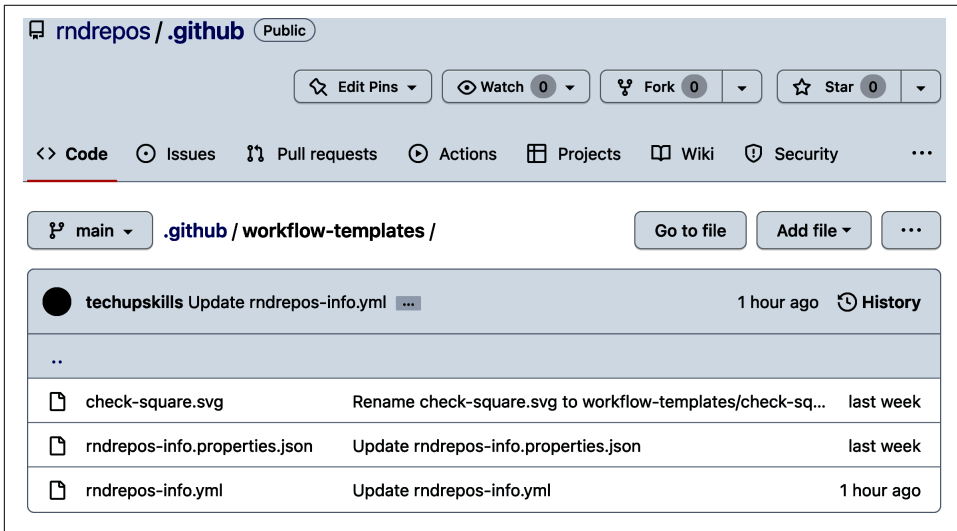 rndrepos / .github Public
Edit Pins Watch 0 Fork 0 Star 0
Code Issues Pull requests Actions Projects Wiki Security ...
main .github / workflow-templates / Go to file Add file ...
techupskills Update rndrepos-info.yml ... 1 hour ago History
..
check-square.svg Rename check-square.svg to workflow-templates/check-sq... last week
rndrepos-info.properties.json Update rndrepos-info.properties.json last week
rndrepos-info.yml Update rndrepos-info.yml 1 hour ago